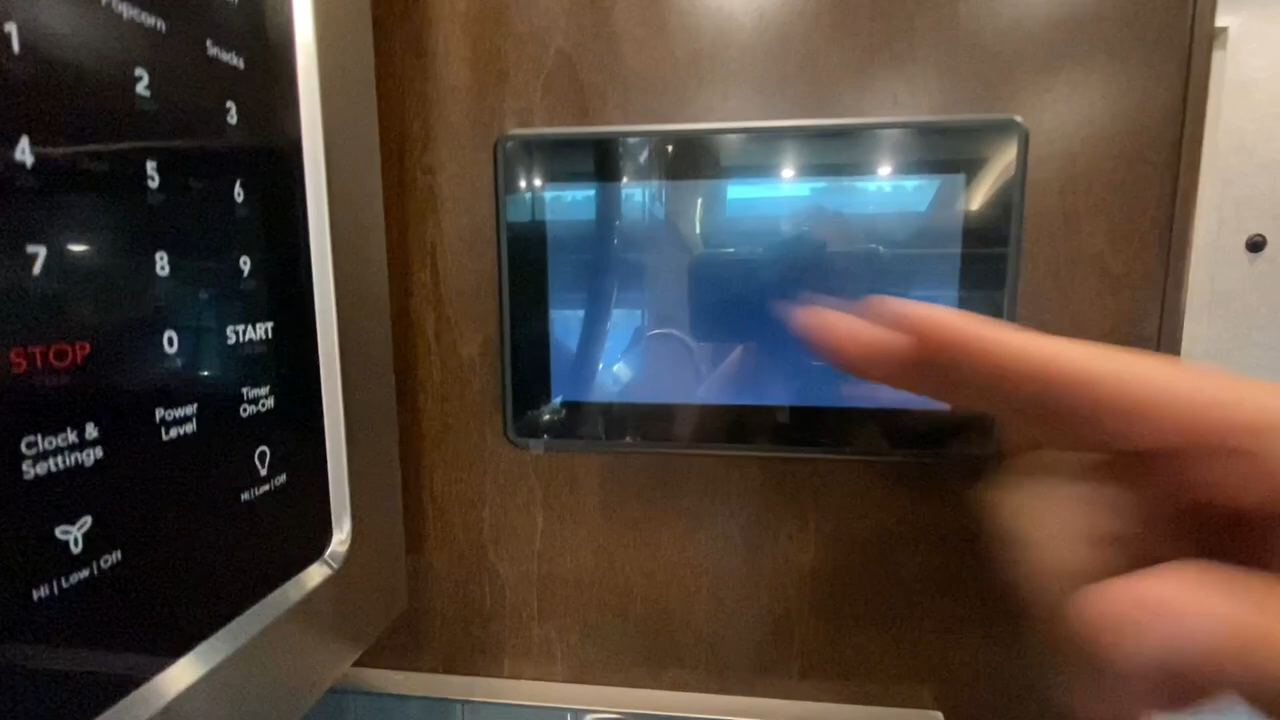 Popcorn
Snacks
1
2
3
4
5
6
7
8
9
STOP
0
START
Clock &
Settings
Power
Level
Timer
On-Off
Hi | Low | Off
Hi | Low | Off